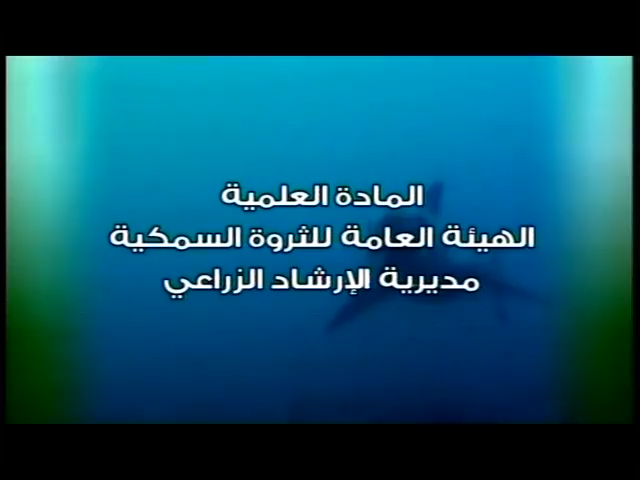 المادة العلمية
الهيئة العامة للثروة السمكية
مديرية الإرشاد الزراعي